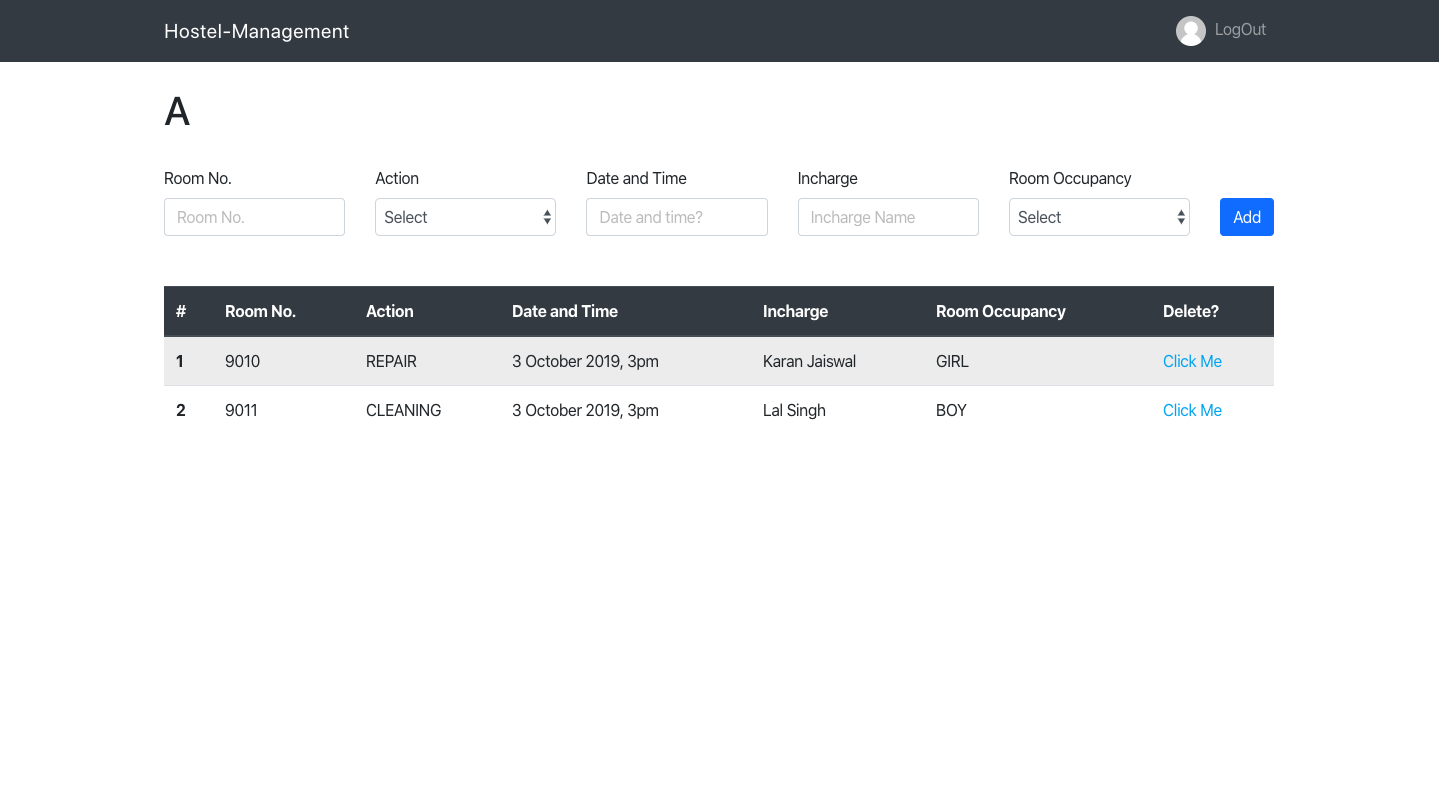 Hostel-Management LogOut
A
Room No. Action Date and Time Incharge Room Occupancy
Room No. Select Date and time? Incharge Name Select Add
# Room No. Action Date and Time Incharge Room Occupancy Delete?
1 9010 REPAIR 3 October 2019, 3pm Karan Jaiswal GIRL Click Me
2 9011 CLEANING 3 October 2019, 3pm Lal Singh BOY Click Me